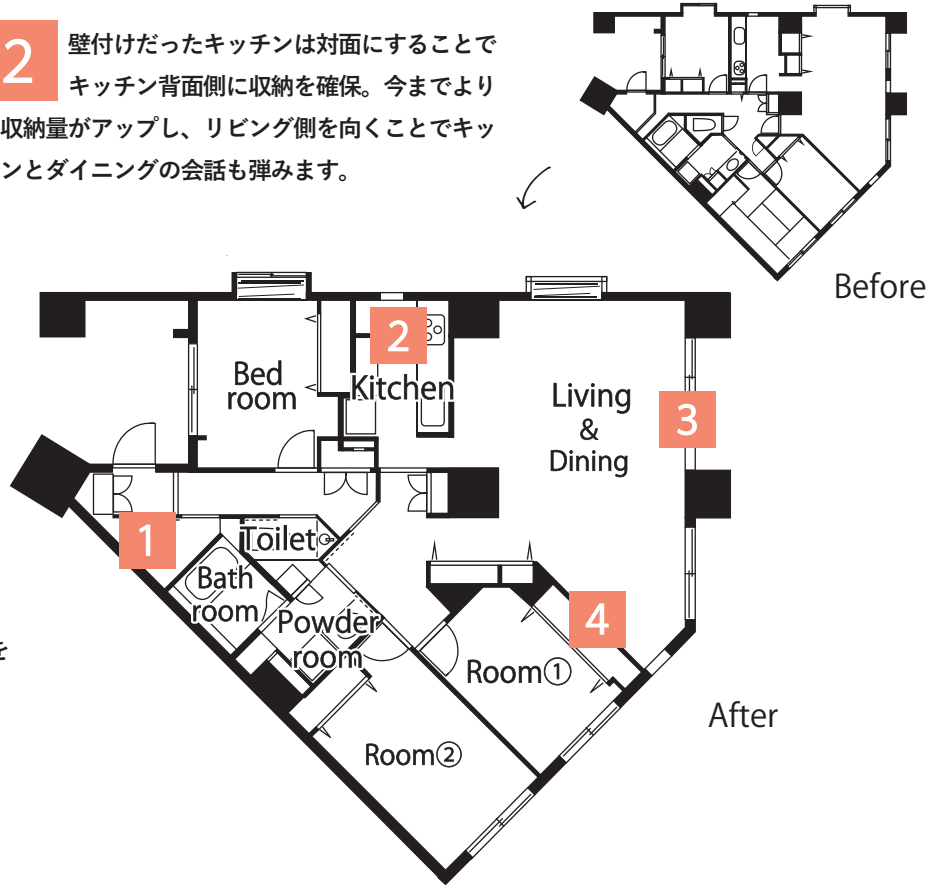 2
壁付けだったキッチンは対面にすることで
キッチン背面側に収納を確保。今までより
収納量がアップし、リビング側を向くことでキッ
ンとダイニングの会話も弾みます。
Before
2
Bed
room
Kitchen
Living
&
Dining
3
1
Toilet
Bath
room
Powder
room
4
Room①
を
Room②
After